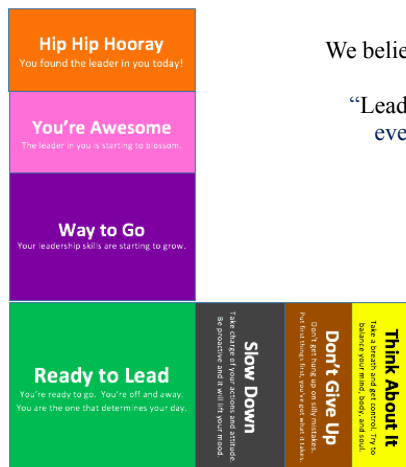 Hip Hip Hooray
You found the leader in you today!
We belie
You're Awesome
The leader in you is starting to blossom.
"Lead
eve
Way to Go
Your leadership skills are starting to grow.
Ready to Lead
You're ready to go. You're off and away.
You are the one that determines your day.
Slow Down
Take charge of your actions and attitude.
Be proactive and it will lift your mood.
Don't Give Up
Don't get hung up on silly mistakes.
Put first things first, you've got what it takes.
Think About It
Take a breath and get control. Try to
balance your mind, body, and soul.